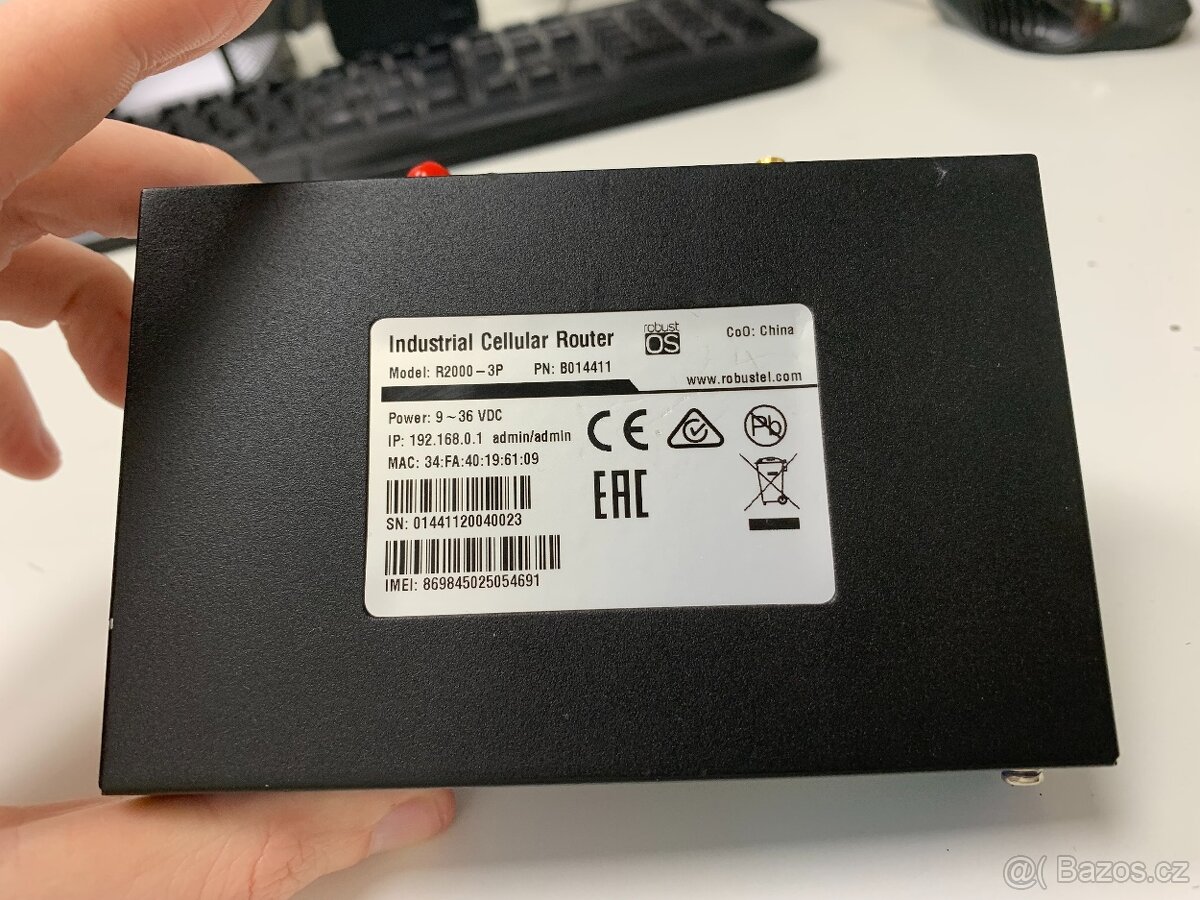 Industrial Cellular Router
robust
OS
CoO: China
Model: R2000-3P PN: B014411
www.robustel.com
Power: 9~36 VDC
IP: 192.168.0.1 admin/admin
MAC: 34:FA:40:19:61:09
CE
Pb
EAC
SN: 01441120040023
IMEI: 869845025054691
@( Bazos.cz